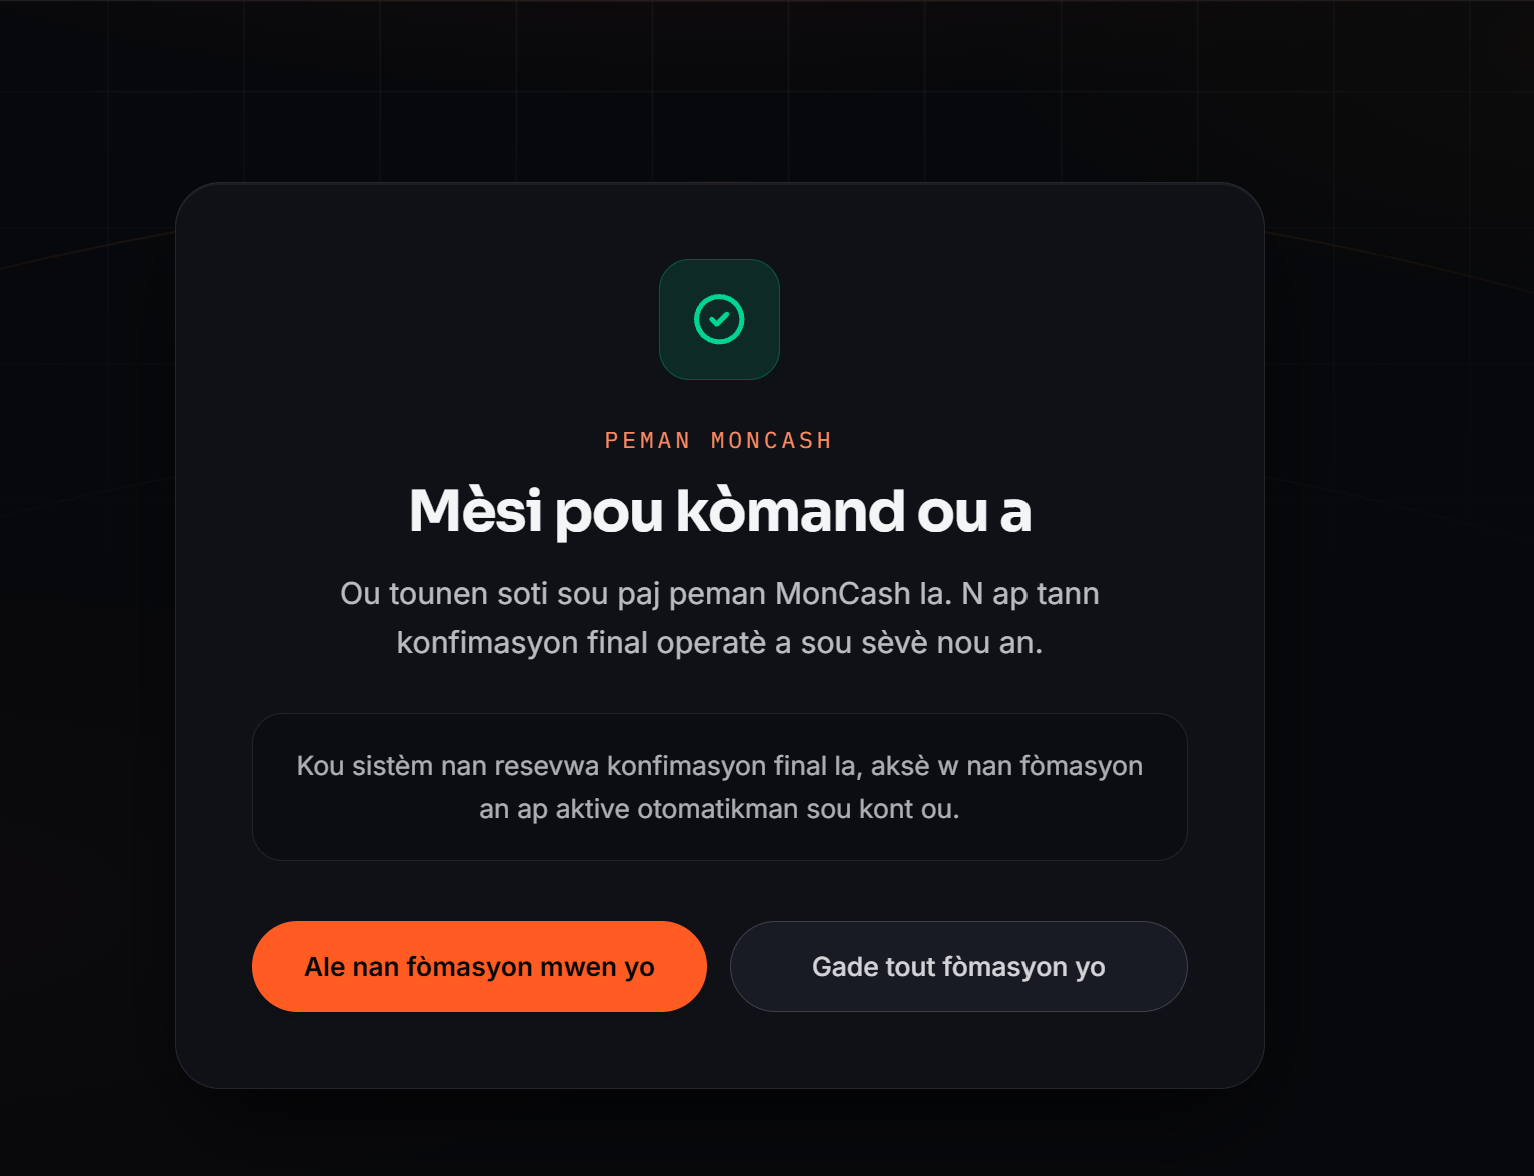 PEMAN MONCASH
Mèsi pou kòmand ou a
Ou tounen soti sou paj peman MonCash la. N ap tann
konfimasyon final operatè a sou sèvè nou an.
Kou sistèm nan resevwa konfimasyon final la, aksè w nan fòmasyon
an ap aktive otomatikman sou kont ou.
Ale nan fòmasyon mwen yo
Gade tout fòmasyon yo